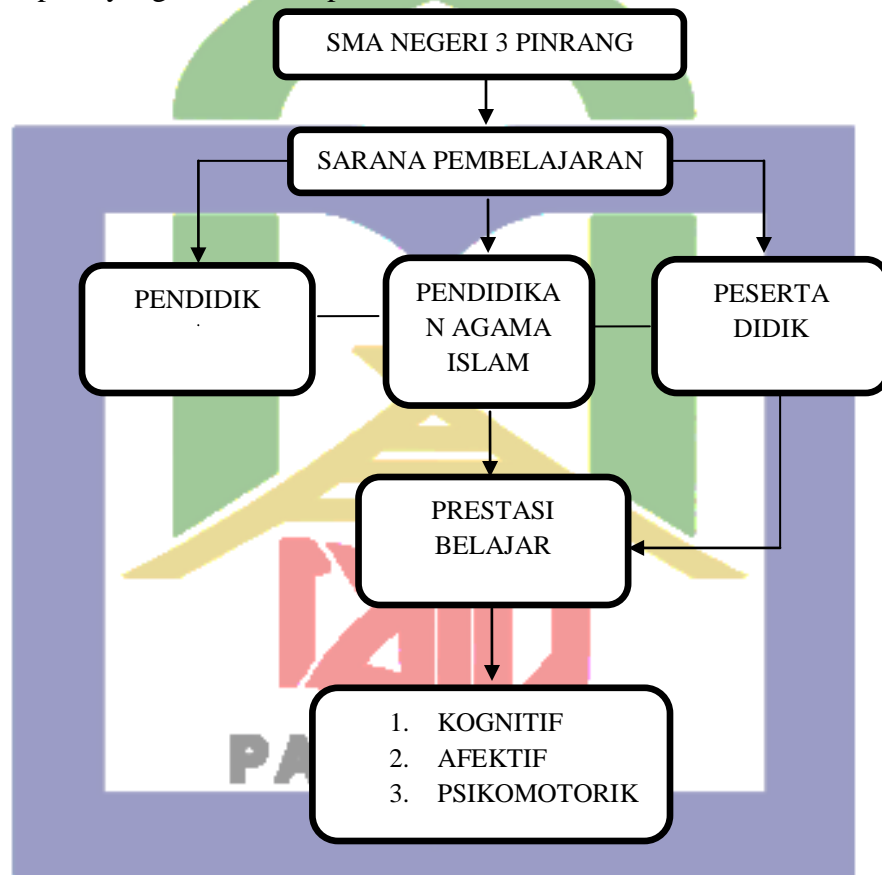 SMA NEGERI 3 PINRANG
SARANA PEMBELAJARAN
PENDIDIK
.
PENDIDIKA
N AGAMA
ISLAM
PESERTA
DIDIK
PRESTASI
BELAJAR
1. KOGNITIF
2. AFEKTIF
3. PSIKOMOTORIK
PA